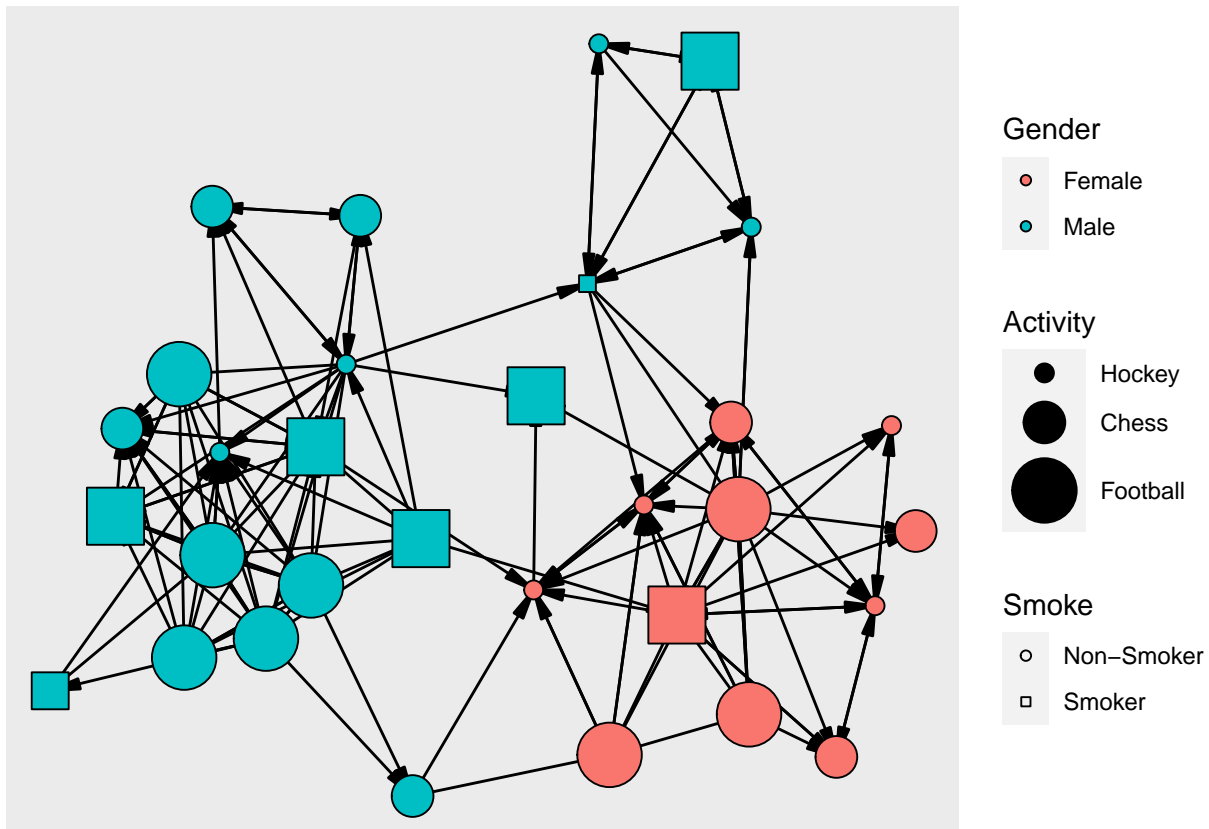 Gender
Female
Male
Activity
Hockey
Chess
Football
Smoke
Non−Smoker
Smoker